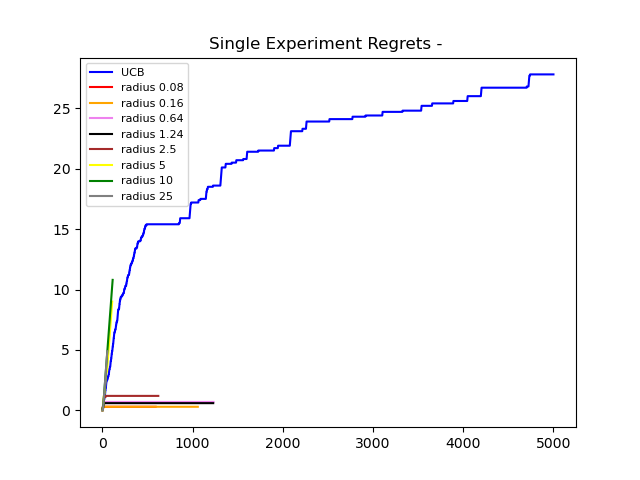 Single Experiment Regrets -
UCB
radius 0.08
radius 0.16
radius 0.64
radius 1.24
radius 2.5
radius 5
radius 10
radius 25
25
20
15
10
5
0
0 1000 2000 3000 4000 5000